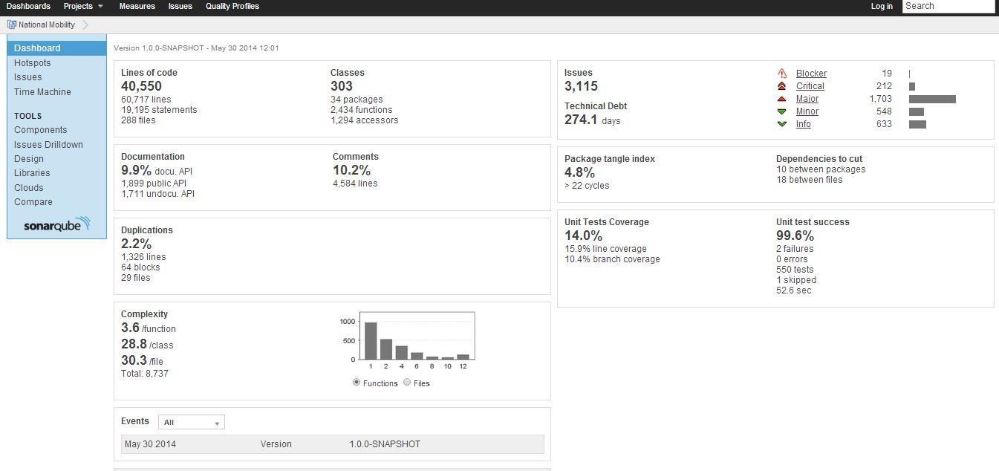 Dashboards Projects Measures Issues Quality Profiles Log in Search
National Mobility
Dashboard
Hotspots
Issues
Time Machine
TOOLS
Components
Issues Drilldown
Design
Libraries
Clouds
Compare
sonarqube
Version 1.0.0-SNAPSHOT - May 30 2014 12:01
Lines of code
40,550
60,717 lines
19,195 statements
288 files
Classes
303
34 packages
2,434 functions
1,294 accessors
Documentation
9.9% docu. API
1,899 public API
1,711 undocu. API
Comments
10.2%
4,584 lines
Duplications
2.2%
1,326 lines
64 blocks
29 files
Complexity
3.6 /function
28.8 /class
30.3 /file
Total: 8,737
1000
500
0
1 2 4 6 8 10 12
Functions Files
Events All
May 30 2014 Version 1.0.0-SNAPSHOT
Issues
3,115
Technical Debt
274.1 days
Blocker 19
Critical 212
Major 1,703
Minor 548
Info 633
Package tangle index
4.8%
> 22 cycles
Dependencies to cut
10 between packages
18 between files
Unit Tests Coverage
14.0%
15.9% line coverage
10.4% branch coverage
Unit test success
99.6%
2 failures
0 errors
550 tests
1 skipped
52.6 sec